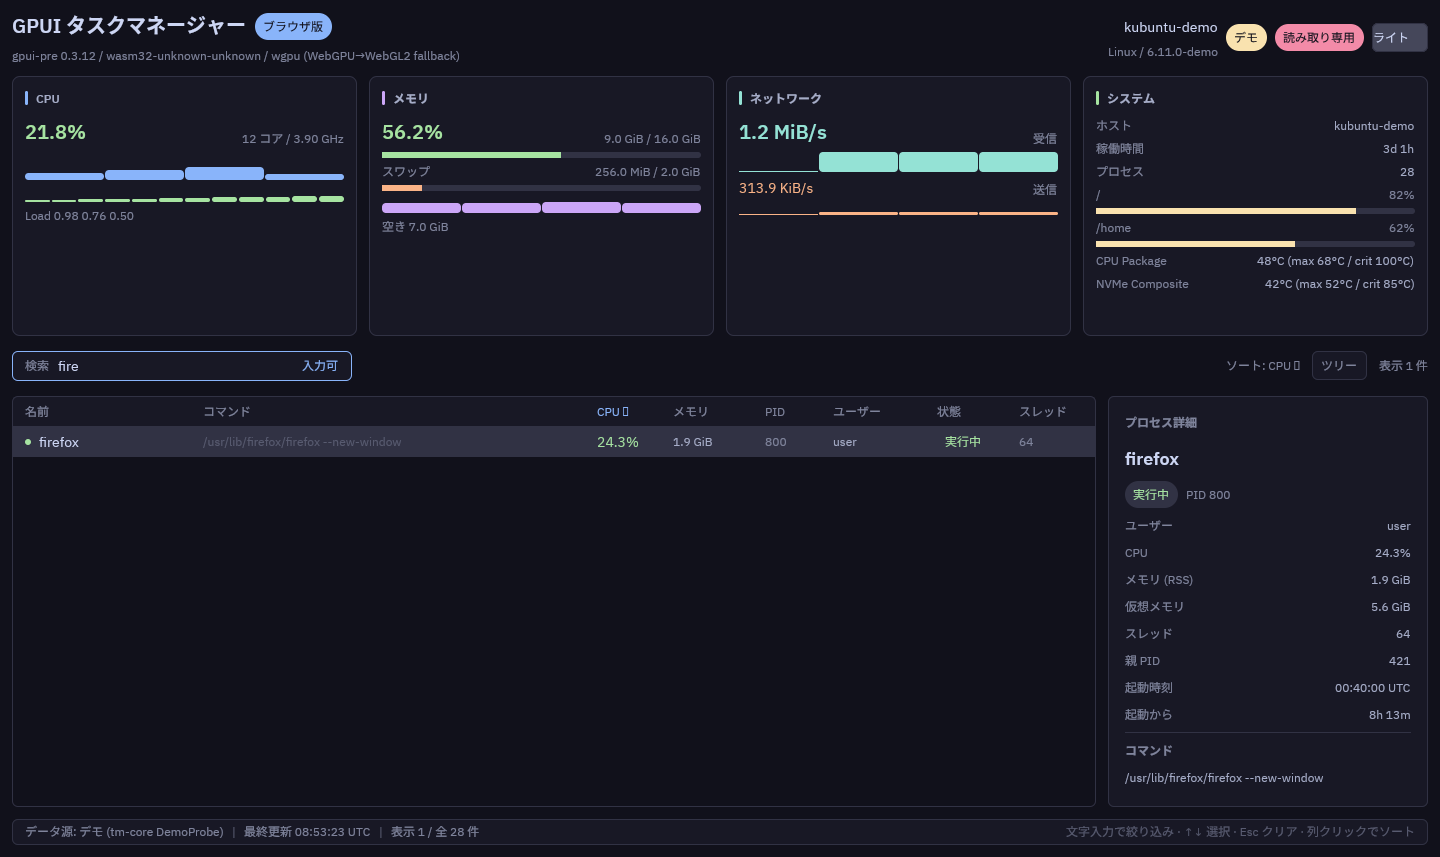 GPUI タスクマネージャー ブラウザ版
gpui-pre 0.3.12 / wasm32-unknown-unknown / wgpu (WebGPU→WebGL2 fallback)
kubuntu-demo
Linux / 6.11.0-demo
デモ 読み取り専用 ライト
CPU
21.8% 12 コア / 3.90 GHz
Load 0.98 0.76 0.50
メモリ
56.2% 9.0 GiB / 16.0 GiB
スワップ 256.0 MiB / 2.0 GiB
空き 7.0 GiB
ネットワーク
1.2 MiB/s 受信
313.9 KiB/s 送信
システム
ホスト kubuntu-demo
稼働時間 3d 1h
プロセス 28
/ 82%
/home 62%
CPU Package 48°C (max 68°C / crit 100°C)
NVMe Composite 42°C (max 52°C / crit 85°C)
検索 fire 入力可
ソート: CPU ツリー 表示 1 件
名前 コマンド CPU メモリ PID ユーザー 状態 スレッド
firefox /usr/lib/firefox/firefox --new-window 24.3% 1.9 GiB 800 user 実行中 64
プロセス詳細
firefox
実行中 PID 800
ユーザー user
CPU 24.3%
メモリ (RSS) 1.9 GiB
仮想メモリ 5.6 GiB
スレッド 64
親 PID 421
起動時刻 00:40:00 UTC
起動から 8h 13m
コマンド
/usr/lib/firefox/firefox --new-window
データ源: デモ (tm-core DemoProbe) | 最終更新 08:53:23 UTC | 表示 1 / 全 28 件
文字入力で絞り込み · ↑↓ 選択 · Esc クリア · 列クリックでソート